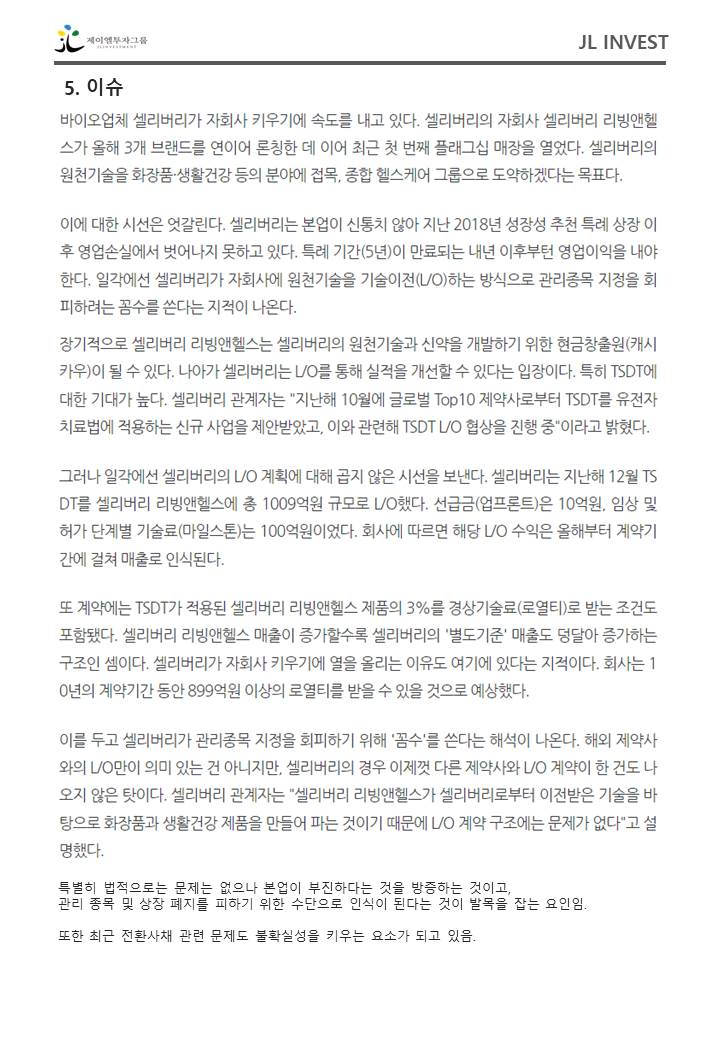 제이엘투자그룹
JL INVESTMENT
JL INVEST
5. 이슈
바이오업체 셀리버리가 자회사 키우기에 속도를 내고 있다. 셀리버리의 자회사 셀리버리 리빙앤헬
스가 올해 3개 브랜드를 연이어 론칭한 데 이어 최근 첫 번째 플래그십 매장을 열었다. 셀리버리의
원천기술을 화장품·생활건강 등의 분야에 접목, 종합 헬스케어 그룹으로 도약하겠다는 목표다.
이에 대한 시선은 엇갈린다. 셀리버리는 본업이 신통치 않아 지난 2018년 성장성 추천 특례 상장 이
후 영업손실에서 벗어나지 못하고 있다. 특례 기간(5년)이 만료되는 내년 이후부턴 영업이익을 내야
한다. 일각에선 셀리버리가 자회사에 원천기술을 기술이전(L/O)하는 방식으로 관리종목 지정을 회
피하려는 꼼수를 쓴다는 지적이 나온다.
장기적으로 셀리버리 리빙앤헬스는 셀리버리의 원천기술과 신약을 개발하기 위한 현금창출원(캐시
카우)이 될 수 있다. 나아가 셀리버리는 L/O를 통해 실적을 개선할 수 있다는 입장이다. 특히 TSDT에
대한 기대가 높다. 셀리버리 관계자는 "지난해 10월에 글로벌 Top10 제약사로부터 TSDT를 유전자
치료법에 적용하는 신규 사업을 제안받았고, 이와 관련해 TSDT L/O 협상을 진행 중"이라고 밝혔다.
그러나 일각에선 셀리버리의 L/O 계획에 대해 곱지 않은 시선을 보낸다. 셀리버리는 지난해 12월 TS
DT를 셀리버리 리빙앤헬스에 총 1009억원 규모로 L/O했다. 선급금(업프론트)은 10억원, 임상 및
허가 단계별 기술료(마일스톤)는 100억원이었다. 회사에 따르면 해당 L/O 수익은 올해부터 계약기
간에 걸쳐 매출로 인식된다.
또 계약에는 TSDT가 적용된 셀리버리 리빙앤헬스 제품의 3%를 경상기술료(로열티)로 받는 조건도
포함됐다. 셀리버리 리빙앤헬스 매출이 증가할수록 셀리버리의 '별도기준' 매출도 덩달아 증가하는
구조인 셈이다. 셀리버리가 자회사 키우기에 열을 올리는 이유도 여기에 있다는 지적이다. 회사는 1
0년의 계약기간 동안 899억원 이상의 로열티를 받을 수 있을 것으로 예상했다.
이를 두고 셀리버리가 관리종목 지정을 회피하기 위해 '꼼수'를 쓴다는 해석이 나온다. 해외 제약사
와의 L/O만이 의미 있는 건 아니지만, 셀리버리의 경우 이제껏 다른 제약사와 L/O 계약이 한 건도 나
오지 않은 탓이다. 셀리버리 관계자는 "셀리버리 리빙앤헬스가 셀리버리로부터 이전받은 기술을 바
탕으로 화장품과 생활건강 제품을 만들어 파는 것이기 때문에 L/O 계약 구조에는 문제가 없다"고 설
명했다.
특별히 법적으로는 문제는 없으나 본업이 부진하다는 것을 방증하는 것이고,
관리 종목 및 상장 폐지를 피하기 위한 수단으로 인식이 된다는 것이 발목을 잡는 요인임.
또한 최근 전환사채 관련 문제도 불확실성을 키우는 요소가 되고 있음.